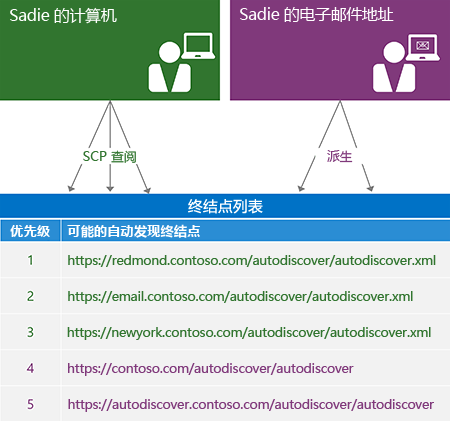 Sadie 的计算机
Sadie 的电子邮件地址
SCP 查阅
派生
终结点列表
优先级 可能的自动发现终结点
1 https://redmond.contoso.com/autodiscover/autodiscover.xml
2 https://email.contoso.com/autodiscover/autodiscover.xml
3 https://newyork.contoso.com/autodiscover/autodiscover.xml
4 https://contoso.com/autodiscover/autodiscover
5 https://autodiscover.contoso.com/autodiscover/autodiscover